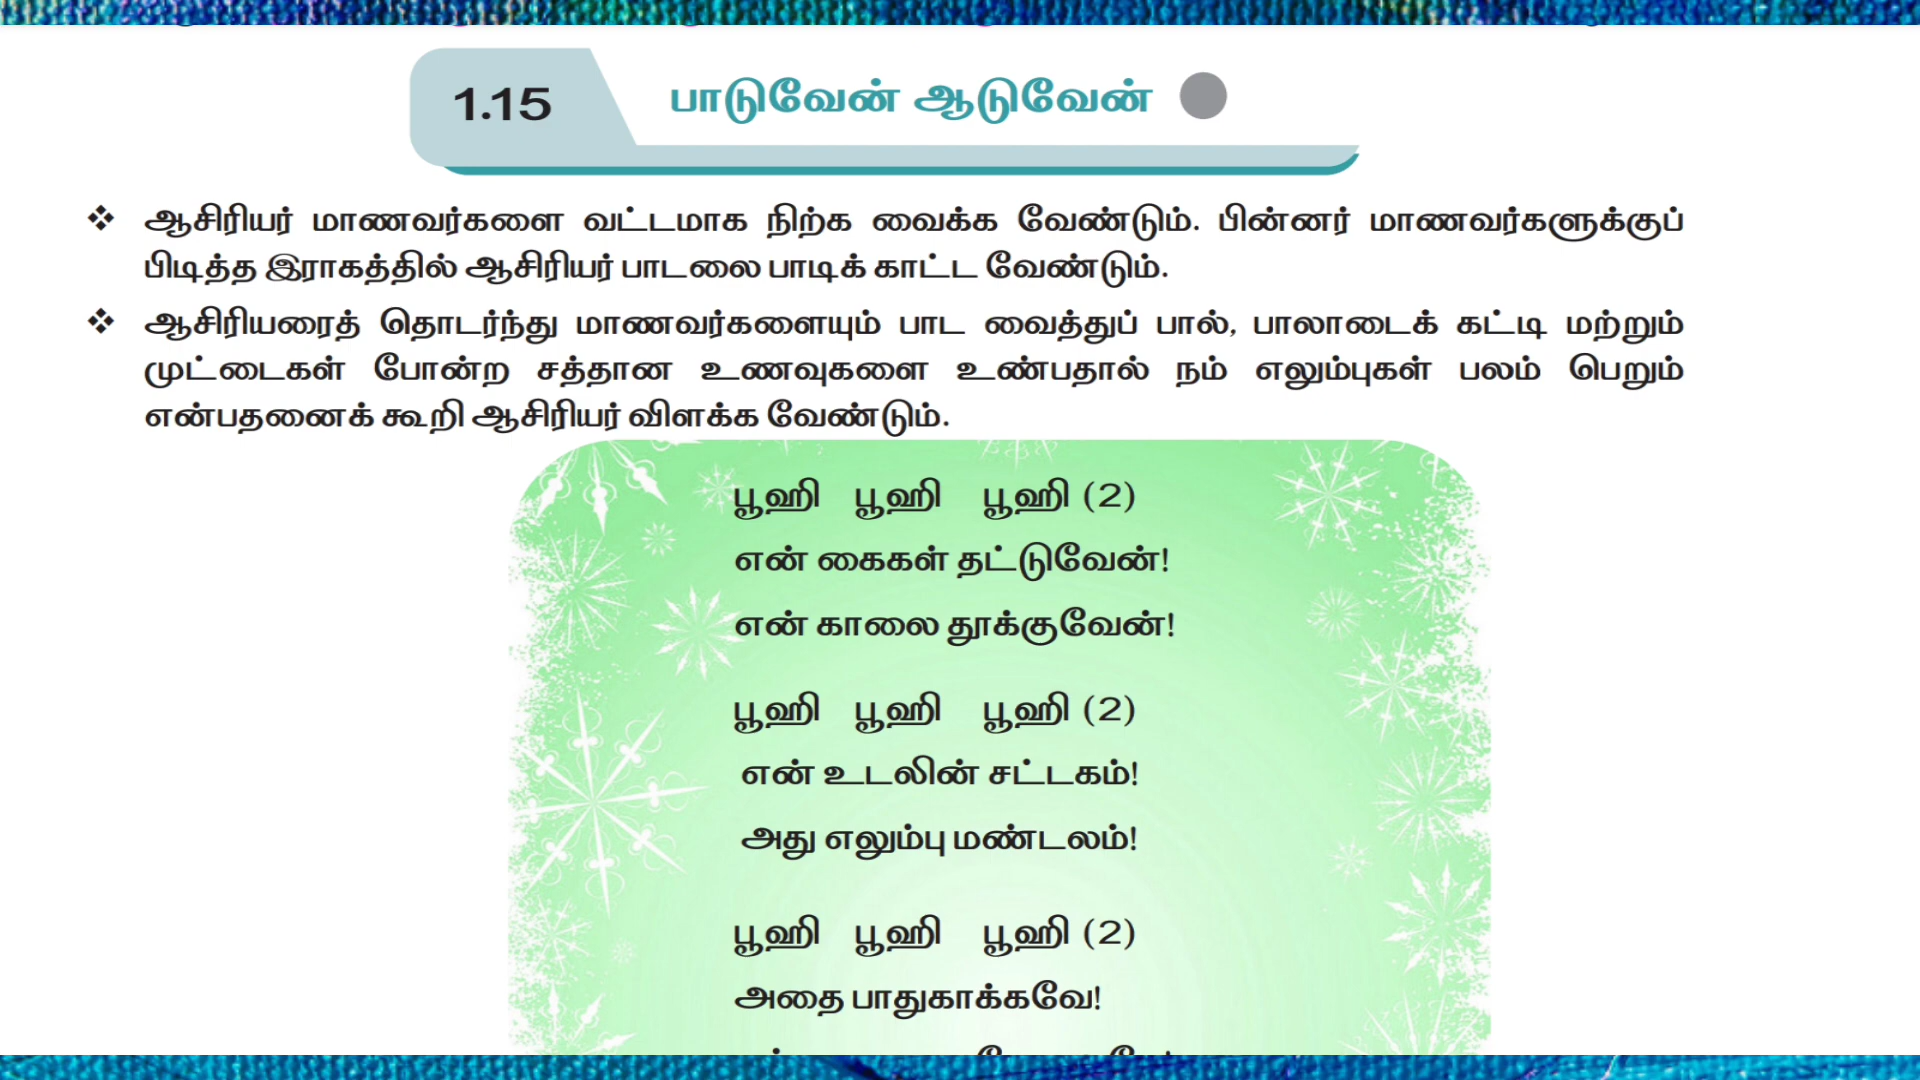 1.15 பாடுவேன் ஆடுவேன்
❖ ஆசிரியர் மாணவர்களை வட்டமாக நிற்க வைக்க வேண்டும். பின்னர் மாணவர்களுக்குப்
பிடித்த இராகத்தில் ஆசிரியர் பாடலை பாடிக் காட்ட வேண்டும்.
❖ ஆசிரியரைத் தொடர்ந்து மாணவர்களையும் பாட வைத்துப் பால், பாலாடைக் கட்டி மற்றும்
முட்டைகள் போன்ற சத்தான உணவுகளை உண்பதால் நம் எலும்புகள் பலம் பெறும்
என்பதனைக் கூறி ஆசிரியர் விளக்க வேண்டும்.
பூஹி பூஹி பூஹி (2)
என் கைகள் தட்டுவேன்!
என் காலை தூக்குவேன்!
பூஹி பூஹி பூஹி (2)
என் உடலின் சட்டகம்!
அது எலும்பு மண்டலம்!
பூஹி பூஹி பூஹி (2)
அதை பாதுகாக்கவே!